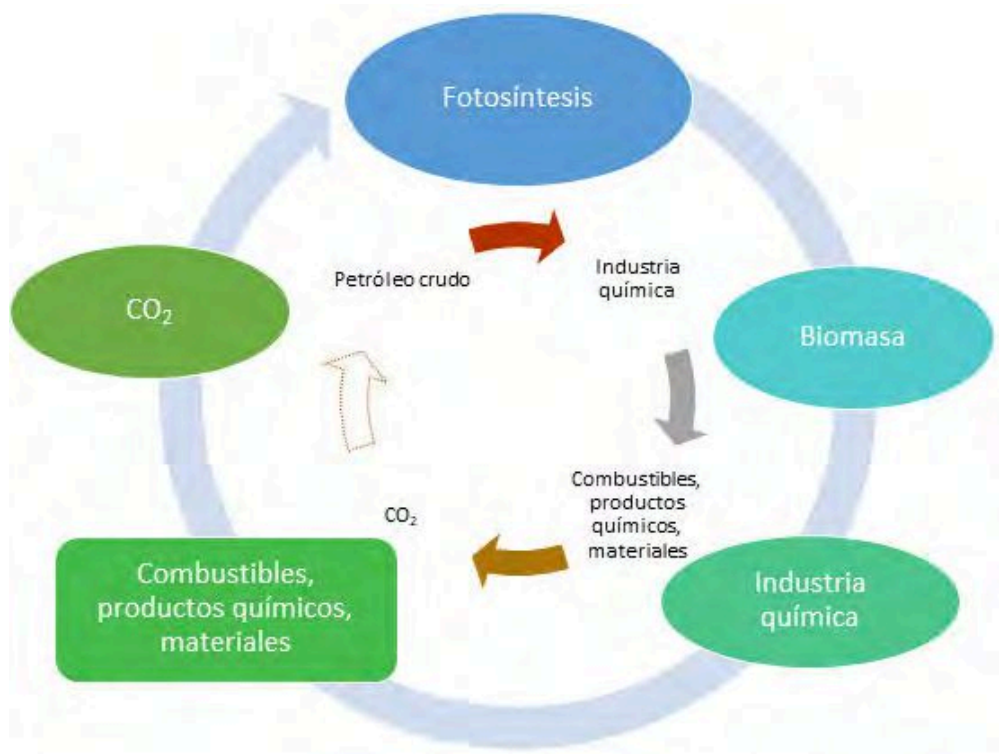 Fotosíntesis
Petróleo crudo
Industria
química
CO₂
Biomasa
Combustibles,
productos
químicos,
materiales
CO₂
Combustibles,
productos químicos,
materiales
Industria
química